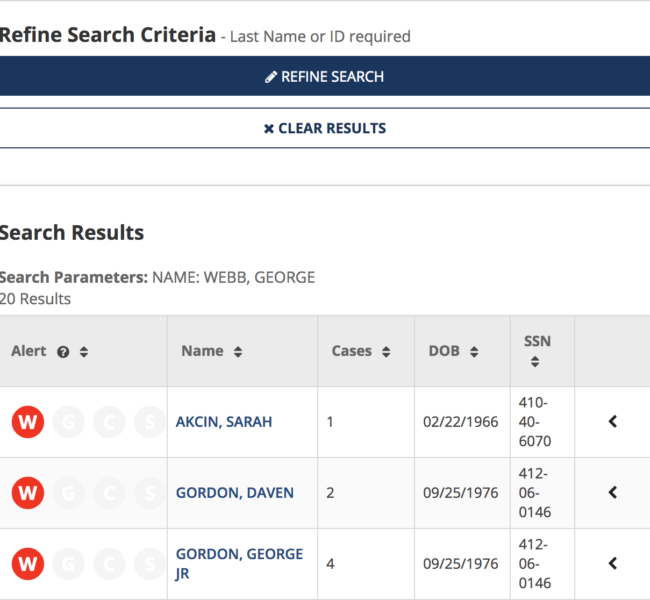 Refine Search Criteria - Last Name or ID required
REFINE SEARCH
CLEAR RESULTS
Search Results
Search Parameters: NAME: WEBB, GEORGE
20 Results
Alert ? Name Cases DOB SSN
W G C S AKCIN, SARAH 1 02/22/1966 410-
40-
6070
W G C S GORDON, DAVEN 2 09/25/1976 412-
06-
0146
W G C S GORDON, GEORGE
JR 4 09/25/1976 412-
06-
0146